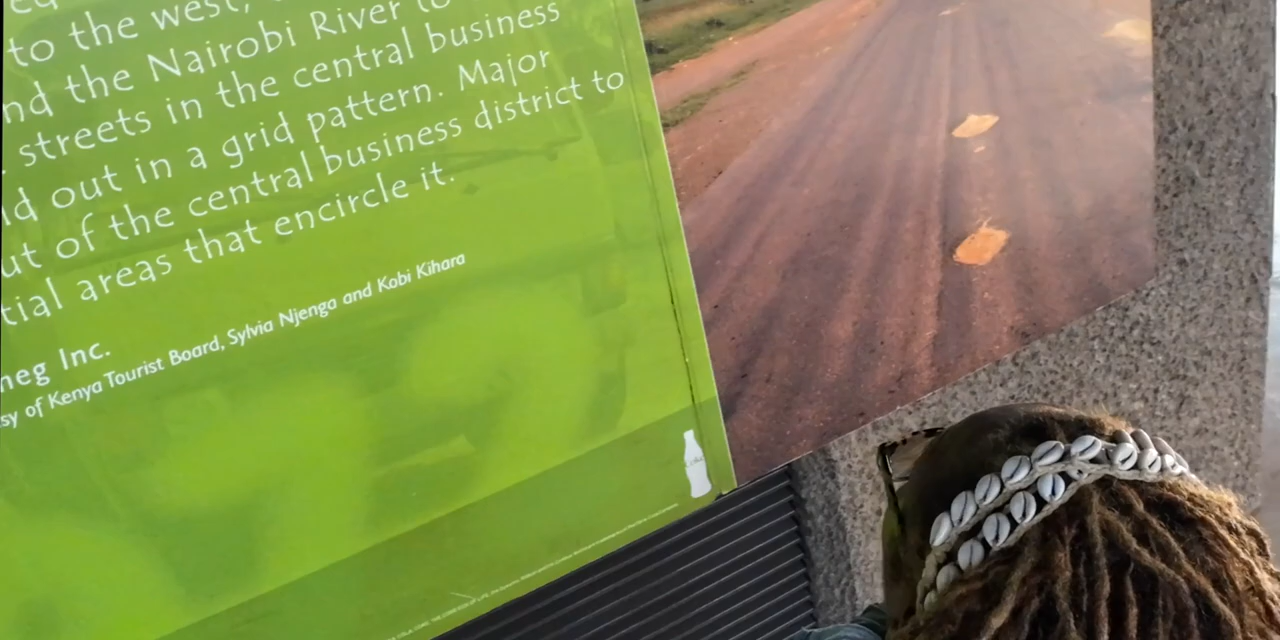 to the west,
nd the Nairobi River to
streets in the central business
id out in a grid pattern. Major
ut of the central business district to
tial areas that encircle it.
neg Inc.
sy of Kenya Tourist Board, Sylvia Njenga and Kobi Kihara